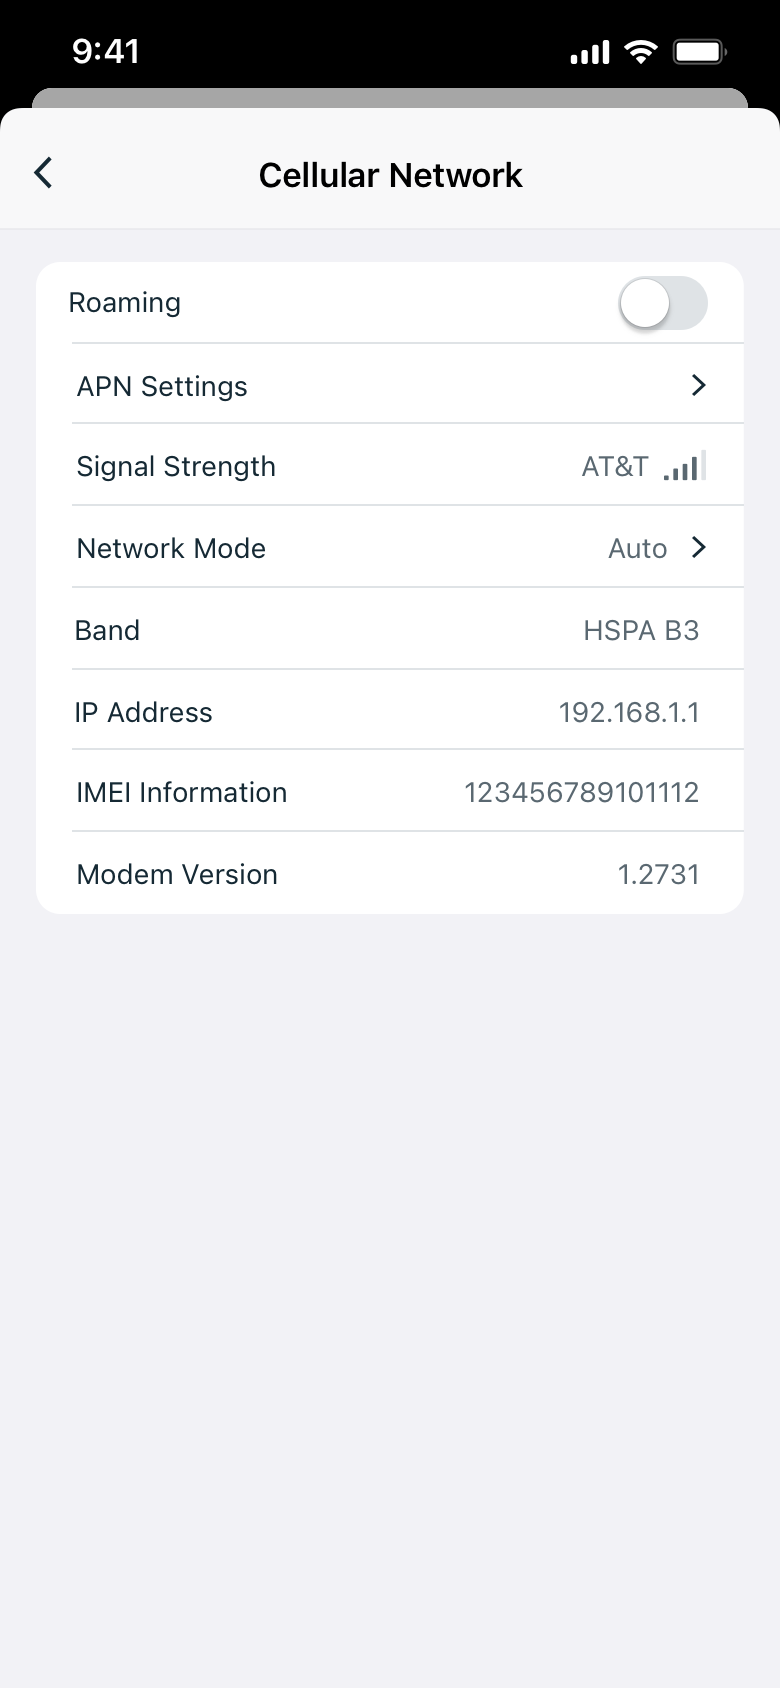 9:41
Cellular Network
Roaming
APN Settings
Signal Strength AT&T
Network Mode Auto
Band HSPA B3
IP Address 192.168.1.1
IMEI Information 123456789101112
Modem Version 1.2731